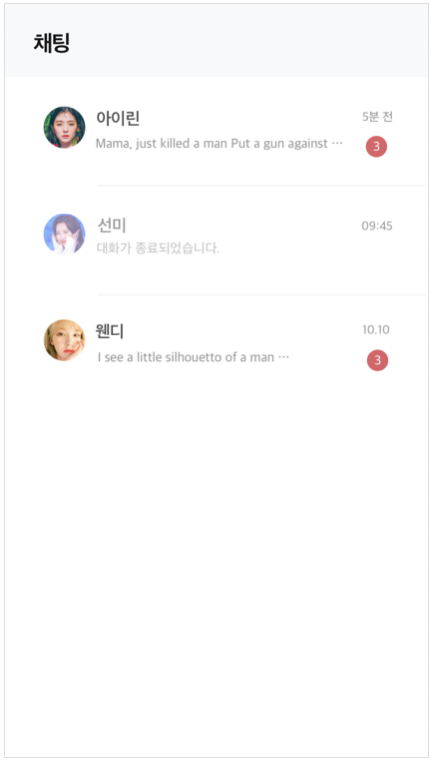 채팅
아이린
5분 전
Mama, just killed a man Put a gun against ⋯
3
선미
09:45
대화가 종료되었습니다.
웬디
10.10
I see a little silhouetto of a man ⋯
3